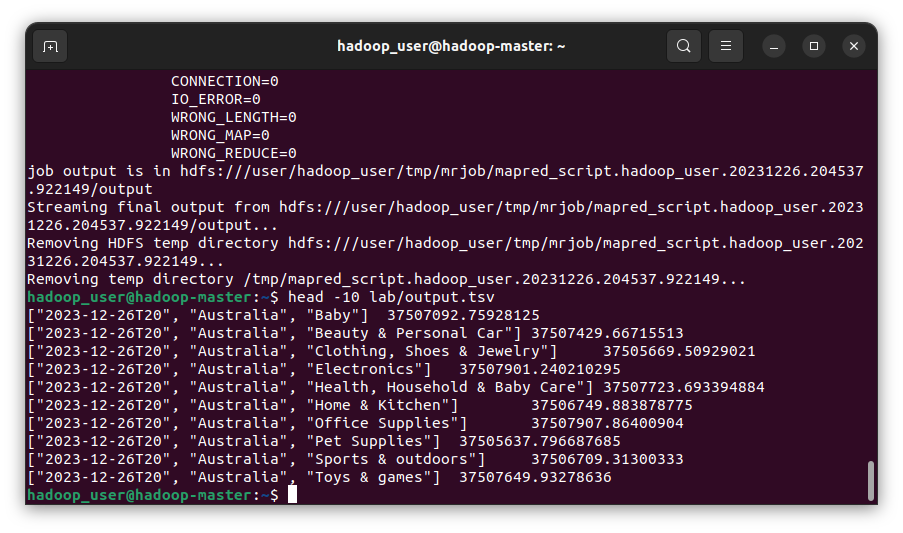 hadoop_user@hadoop-master: ~
CONNECTION=0
IO_ERROR=0
WRONG_LENGTH=0
WRONG_MAP=0
WRONG_REDUCE=0
job output is in hdfs:///user/hadoop_user/tmp/mrjob/mapred_script.hadoop_user.20231226.204537
.922149/output
Streaming final output from hdfs:///user/hadoop_user/tmp/mrjob/mapred_script.hadoop_user.2023
1226.204537.922149/output...
Removing HDFS temp directory hdfs:///user/hadoop_user/tmp/mrjob/mapred_script.hadoop_user.202
31226.204537.922149...
Removing temp directory /tmp/mapred_script.hadoop_user.20231226.204537.922149...
hadoop_user@hadoop-master:~$ head -10 lab/output.tsv
["2023-12-26T20", "Australia", "Baby"]	37507092.75928125
["2023-12-26T20", "Australia", "Beauty & Personal Car"]	37507429.66715513
["2023-12-26T20", "Australia", "Clothing, Shoes & Jewelry"]	37505669.50929021
["2023-12-26T20", "Australia", "Electronics"]	37507901.240210295
["2023-12-26T20", "Australia", "Health, Household & Baby Care"]	37507723.693394884
["2023-12-26T20", "Australia", "Home & Kitchen"]	37506749.883878775
["2023-12-26T20", "Australia", "Office Supplies"]	37507907.86400904
["2023-12-26T20", "Australia", "Pet Supplies"]	37505637.796687685
["2023-12-26T20", "Australia", "Sports & outdoors"]	37506709.31300333
["2023-12-26T20", "Australia", "Toys & games"]	37507649.93278636
hadoop_user@hadoop-master:~$